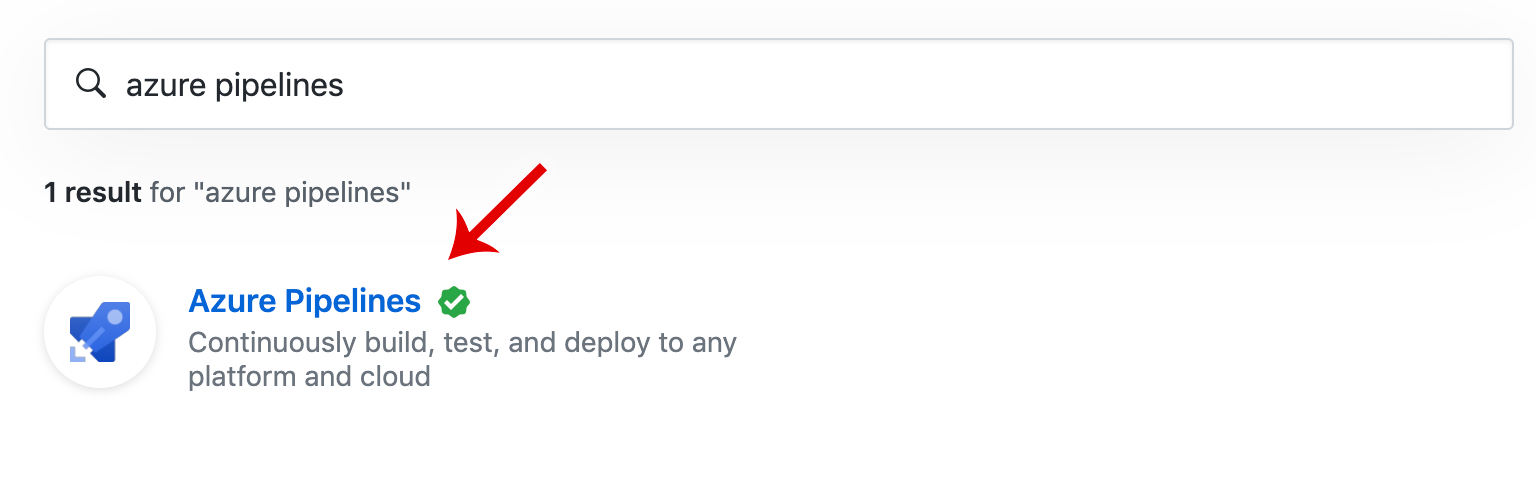 azure pipelines
1 result for "azure pipelines"
Azure Pipelines
Continuously build, test, and deploy to any
platform and cloud